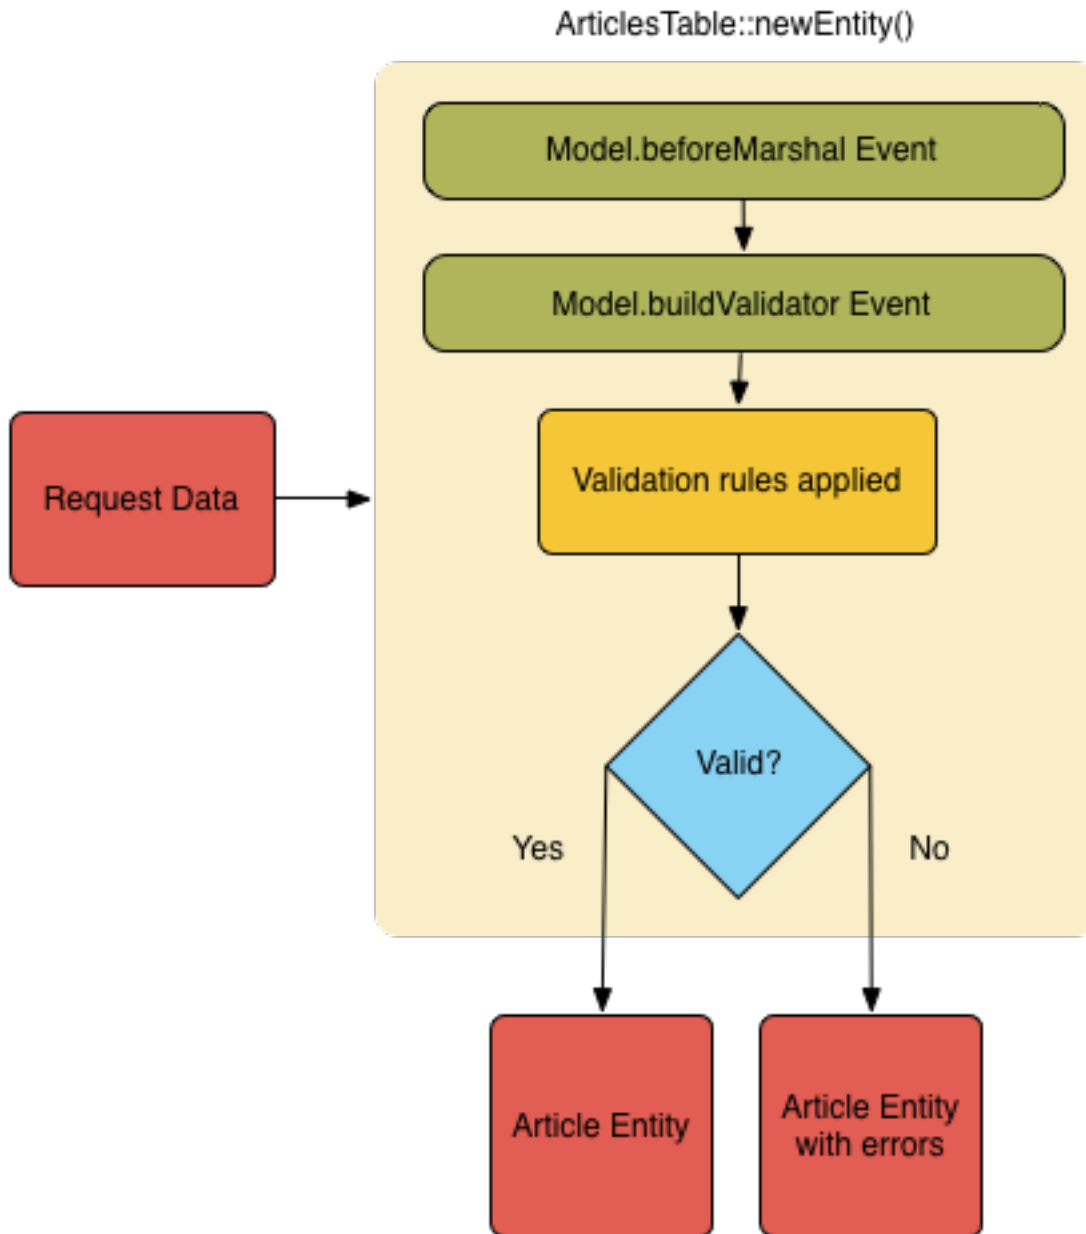 ArticlesTable::newEntity()
Model.beforeMarshal Event
Model.buildValidator Event
Validation rules applied
Request Data
Valid?
Yes
No
Article Entity
Article Entity
with errors